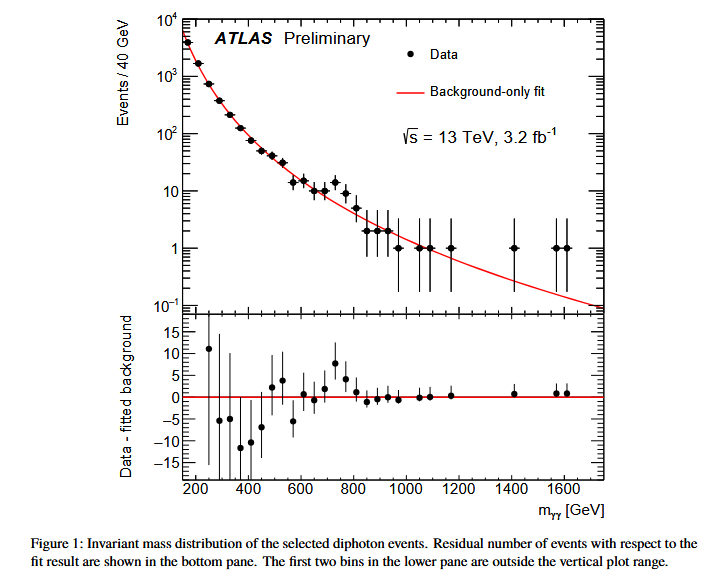 ATLAS Preliminary
Data
Background-only fit
√s = 13 TeV, 3.2 fb⁻¹
Events / 40 GeV
10⁴
10³
10²
10
1
10⁻¹
Data - fitted background
15
10
5
0
−5
−10
−15
200 400 600 800 1000 1200 1400 1600
mγγ [GeV]
Figure 1: Invariant mass distribution of the selected diphoton events. Residual number of events with respect to the
fit result are shown in the bottom pane. The first two bins in the lower pane are outside the vertical plot range.